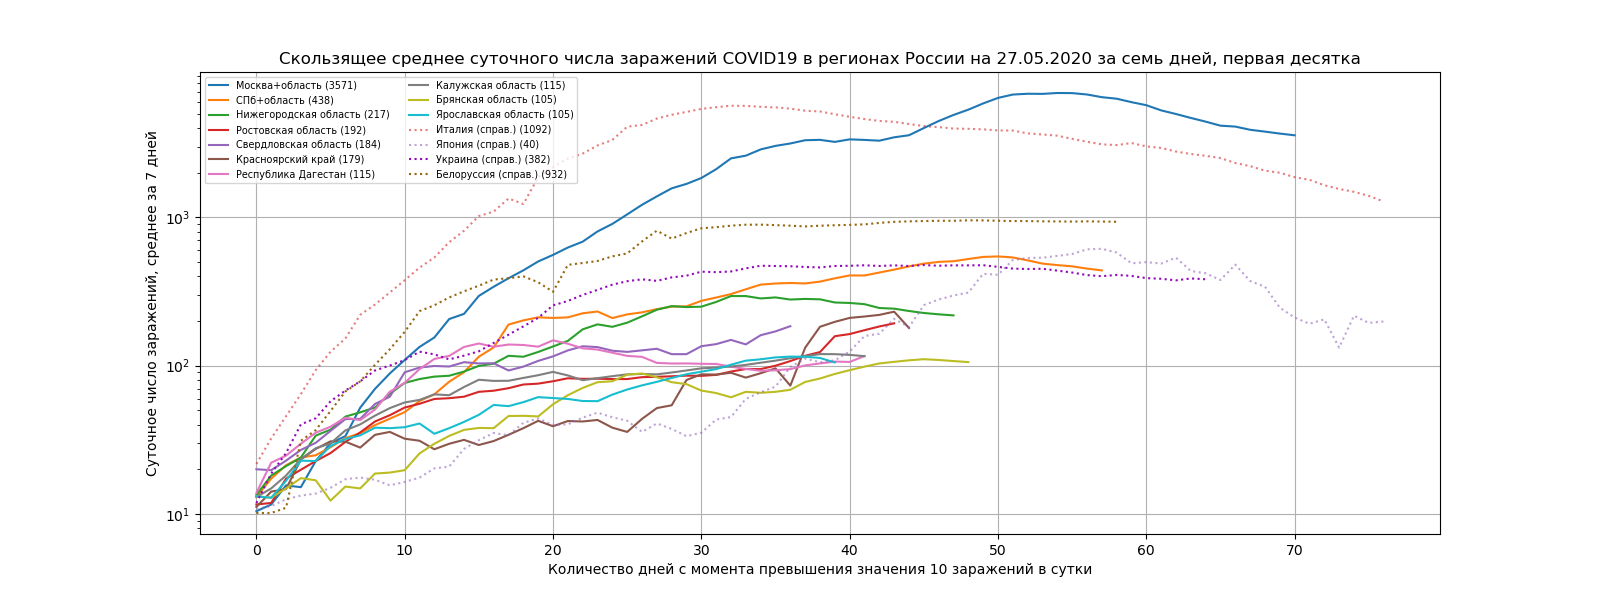 Скользящее среднее суточного числа заражений COVID19 в регионах России на 27.05.2020 за семь дней, первая десятка
Москва+область (3571)
СПб+область (438)
Нижегородская область (217)
Ростовская область (192)
Свердловская область (184)
Красноярский край (179)
Республика Дагестан (115)
Калужская область (115)
Брянская область (105)
Ярославская область (105)
Италия (справ.) (1092)
Япония (справ.) (40)
Украина (справ.) (382)
Белоруссия (справ.) (932)
Суточное число заражений, среднее за 7 дней
10³
10²
10¹
0 10 20 30 40 50 60 70
Количество дней с момента превышения значения 10 заражений в сутки